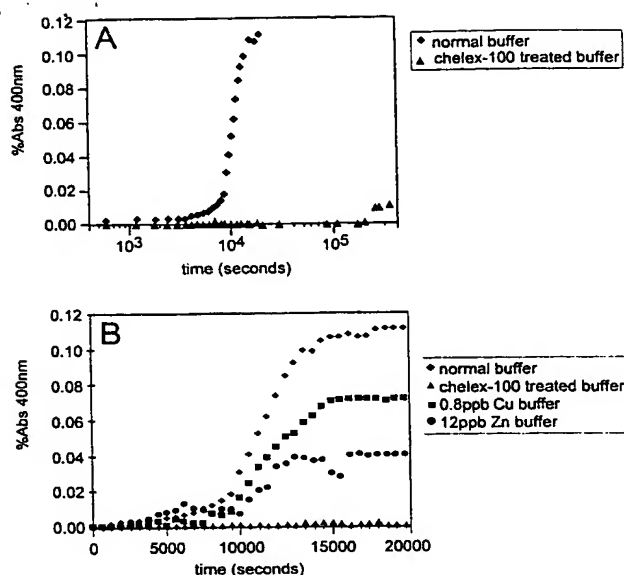 A
%Abs 400nm
0.12
0.10
0.08
0.06
0.04
0.02
0.00
10³
10⁴
10⁵
time (seconds)
normal buffer
chelex-100 treated buffer
B
%Abs 400nm
0.12
0.10
0.08
0.06
0.04
0.02
0.00
0
5000
10000
15000
20000
time (seconds)
normal buffer
chelex-100 treated buffer
0.8ppb Cu buffer
12ppb Zn buffer